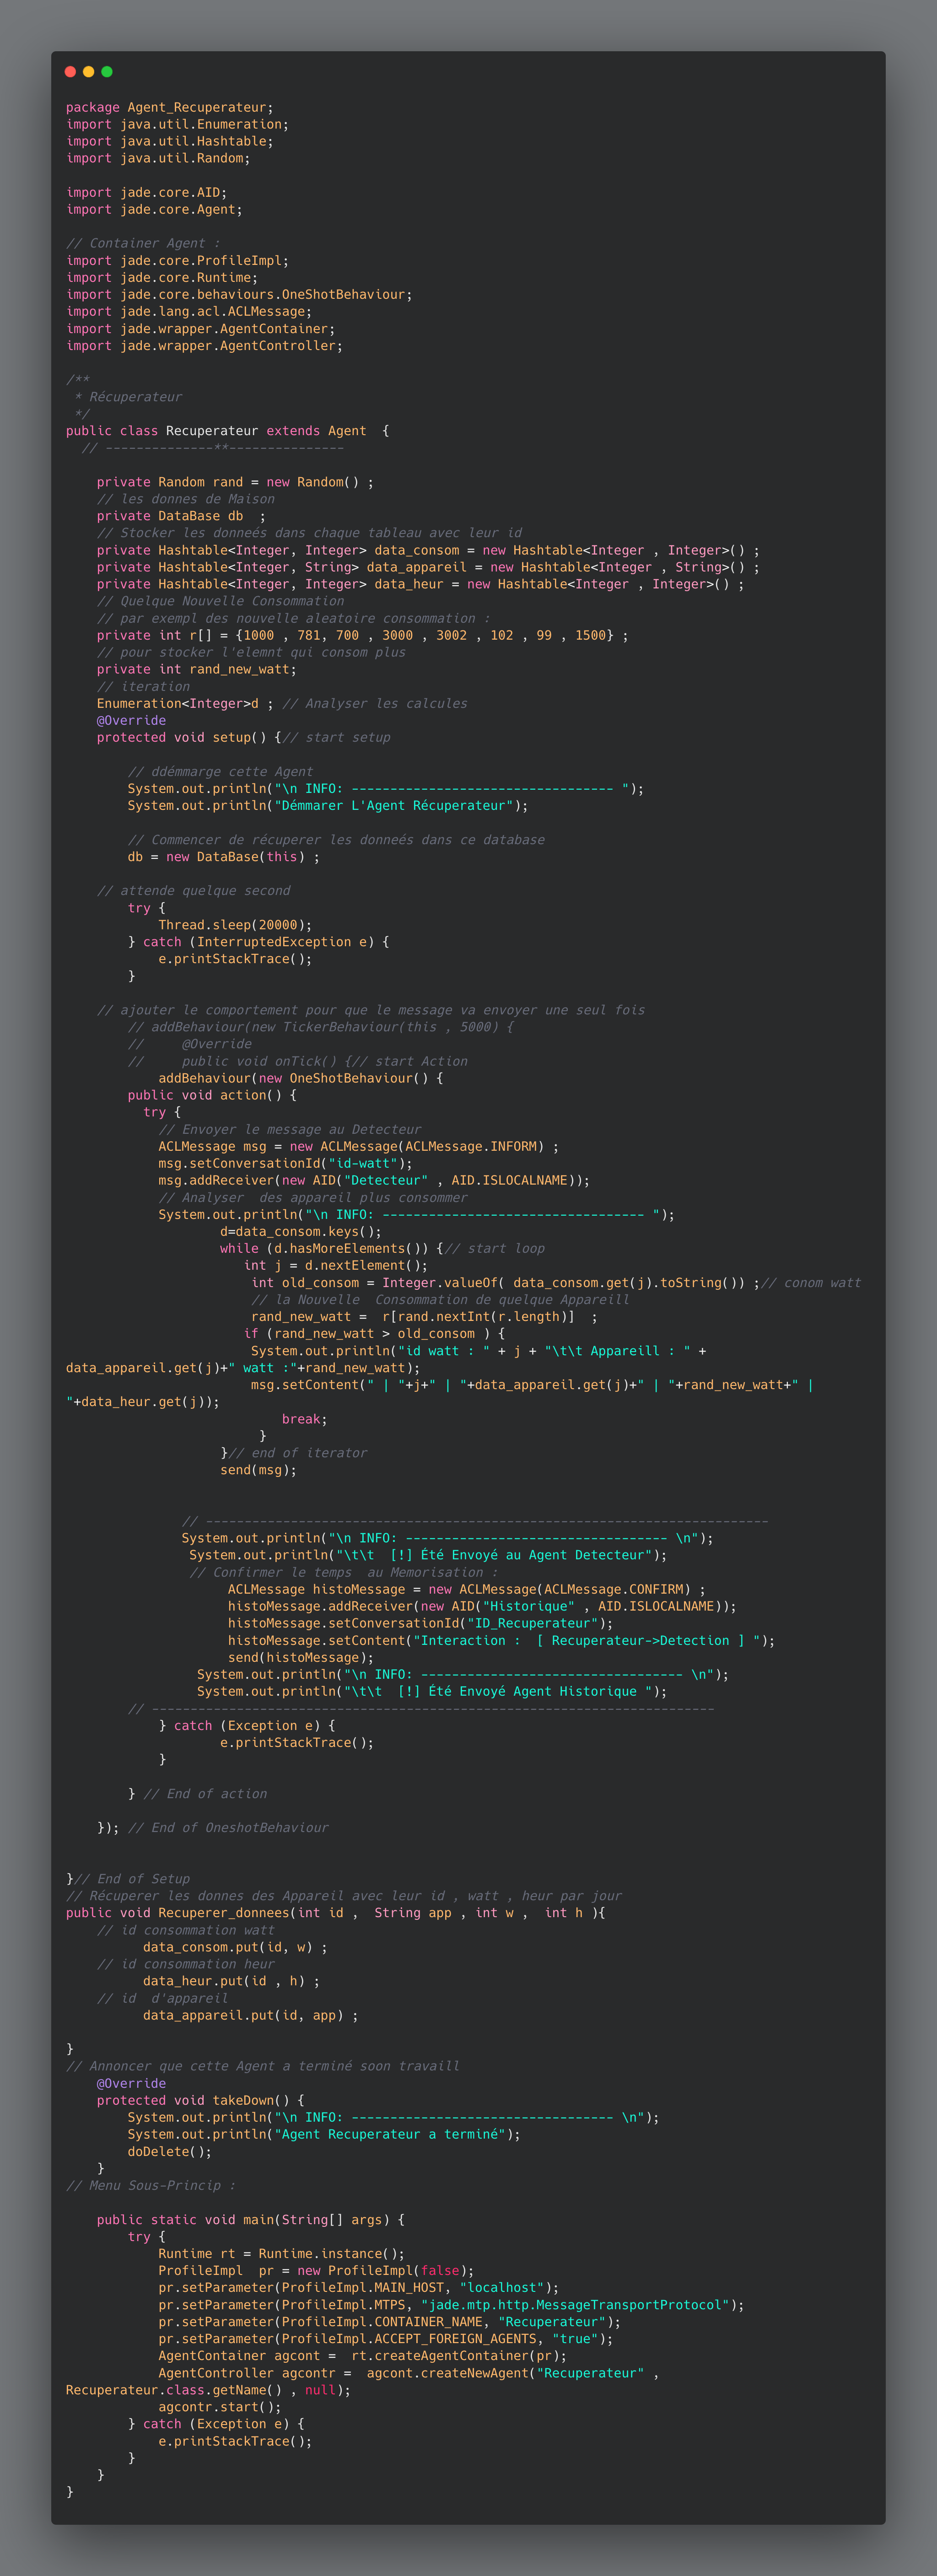 package Agent_Recuperateur;
import java.util.Enumeration;
import java.util.Hashtable;
import java.util.Random;

import jade.core.AID;
import jade.core.Agent;

// Container Agent :
import jade.core.ProfileImpl;
import jade.core.Runtime;
import jade.core.behaviours.OneShotBehaviour;
import jade.lang.acl.ACLMessage;
import jade.wrapper.AgentContainer;
import jade.wrapper.AgentController;

/**
 * Récuperateur
 */
public class Recuperateur extends Agent  {
  // --------------**---------------

    private Random rand = new Random() ;
    // les donnes de Maison
    private DataBase db  ;
    // Stocker les donneés dans chaque tableau avec leur id
    private Hashtable<Integer, Integer> data_consom = new Hashtable<Integer , Integer>() ;
    private Hashtable<Integer, String> data_appareil = new Hashtable<Integer , String>() ;
    private Hashtable<Integer, Integer> data_heur = new Hashtable<Integer , Integer>() ;
    // Quelque Nouvelle Consommation
    // par exempl des nouvelle aleatoire consommation :
    private int r[] = {1000 , 781, 700 , 3000 , 3002 , 102 , 99 , 1500} ;
    // pour stocker l'elemnt qui consom plus
    private int rand_new_watt;
    // iteration
    Enumeration<Integer>d ; // Analyser les calcules
    @Override
    protected void setup() {// start setup

        // ddémmarge cette Agent
        System.out.println("\n INFO: ---------------------------------- ");
        System.out.println("Démmarer L'Agent Récuperateur");

        // Commencer de récuperer les donneés dans ce database
        db = new DataBase(this) ;

    // attende quelque second
        try {
            Thread.sleep(20000);
        } catch (InterruptedException e) {
            e.printStackTrace();
        }

    // ajouter le comportement pour que le message va envoyer une seul fois
        // addBehaviour(new TickerBehaviour(this , 5000) {
        //     @Override
        //     public void onTick() {// start Action
            addBehaviour(new OneShotBehaviour() {
        public void action() {
          try {
            // Envoyer le message au Detecteur
            ACLMessage msg = new ACLMessage(ACLMessage.INFORM) ;
            msg.setConversationId("id-watt");
            msg.addReceiver(new AID("Detecteur" , AID.ISLOCALNAME));
            // Analyser  des appareil plus consommer
            System.out.println("\n INFO: ---------------------------------- ");
                    d=data_consom.keys();
                    while (d.hasMoreElements()) {// start loop
                       int j = d.nextElement();
                        int old_consom = Integer.valueOf( data_consom.get(j).toString()) ;// conom watt
                        // la Nouvelle  Consommation de quelque Appareill
                        rand_new_watt =  r[rand.nextInt(r.length)]  ;
                       if (rand_new_watt > old_consom ) {
                        System.out.println("id watt : " + j + "\t\t Appareill : " +
data_appareil.get(j)+" watt :"+rand_new_watt);
                        msg.setContent(" | "+j+" | "+data_appareil.get(j)+" | "+rand_new_watt+" |
"+data_heur.get(j));
                            break;
                         }
                    }// end of iterator
                    send(msg);


               // -------------------------------------------------------------------------
               System.out.println("\n INFO: ---------------------------------- \n");
                System.out.println("\t\t  [!] Été Envoyé au Agent Detecteur");
                // Confirmer le temps  au Memorisation :
                     ACLMessage histoMessage = new ACLMessage(ACLMessage.CONFIRM) ;
                     histoMessage.addReceiver(new AID("Historique" , AID.ISLOCALNAME));
                     histoMessage.setConversationId("ID_Recuperateur");
                     histoMessage.setContent("Interaction :  [ Recuperateur->Detection ] ");
                     send(histoMessage);
                 System.out.println("\n INFO: ---------------------------------- \n");
                 System.out.println("\t\t  [!] Été Envoyé Agent Historique ");
        // -------------------------------------------------------------------------
            } catch (Exception e) {
                    e.printStackTrace();
            }

        } // End of action

    }); // End of OneshotBehaviour


}// End of Setup
// Récuperer les donnes des Appareil avec leur id , watt , heur par jour
public void Recuperer_donnees(int id ,  String app , int w ,  int h ){
    // id consommation watt
          data_consom.put(id, w) ;
    // id consommation heur
          data_heur.put(id , h) ;
    // id  d'appareil
          data_appareil.put(id, app) ;

}
// Annoncer que cette Agent a terminé soon travaill
    @Override
    protected void takeDown() {
        System.out.println("\n INFO: ---------------------------------- \n");
        System.out.println("Agent Recuperateur a terminé");
        doDelete();
    }
// Menu Sous-Princip :

    public static void main(String[] args) {
        try {
            Runtime rt = Runtime.instance();
            ProfileImpl  pr = new ProfileImpl(false);
            pr.setParameter(ProfileImpl.MAIN_HOST, "localhost");
            pr.setParameter(ProfileImpl.MTPS, "jade.mtp.http.MessageTransportProtocol");
            pr.setParameter(ProfileImpl.CONTAINER_NAME, "Recuperateur");
            pr.setParameter(ProfileImpl.ACCEPT_FOREIGN_AGENTS, "true");
            AgentContainer agcont =  rt.createAgentContainer(pr);
            AgentController agcontr =  agcont.createNewAgent("Recuperateur" ,
Recuperateur.class.getName() , null);
            agcontr.start();
        } catch (Exception e) {
            e.printStackTrace();
        }
    }
}